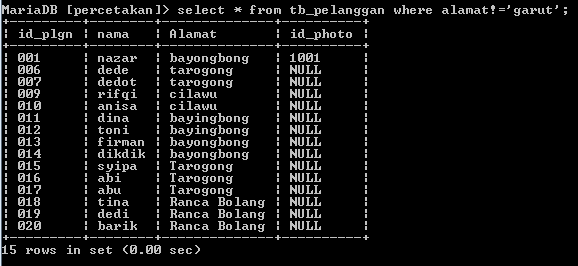 MariaDB [percetakan]> select * from tb_pelanggan where alamat!='garut';
+---------+--------+--------------+----------+
¦ id_plgn ¦ nama   ¦ Alamat       ¦ id_photo ¦
+---------+--------+--------------+----------+
¦ 001     ¦ nazar  ¦ bayongbong   ¦ 1001     ¦
¦ 006     ¦ dede   ¦ tarogong     ¦ NULL     ¦
¦ 007     ¦ dedot  ¦ tarogong     ¦ NULL     ¦
¦ 009     ¦ rifqi  ¦ cilawu       ¦ NULL     ¦
¦ 010     ¦ anisa  ¦ cilawu       ¦ NULL     ¦
¦ 011     ¦ dina   ¦ bayingbong   ¦ NULL     ¦
¦ 012     ¦ toni   ¦ bayingbong   ¦ NULL     ¦
¦ 013     ¦ firman ¦ bayongbong   ¦ NULL     ¦
¦ 014     ¦ dikdik ¦ bayongbong   ¦ NULL     ¦
¦ 015     ¦ syipa  ¦ Tarogong     ¦ NULL     ¦
¦ 016     ¦ abi    ¦ Tarogong     ¦ NULL     ¦
¦ 017     ¦ abu    ¦ Tarogong     ¦ NULL     ¦
¦ 018     ¦ tina   ¦ Ranca Bolang ¦ NULL     ¦
¦ 019     ¦ dedi   ¦ Ranca Bolang ¦ NULL     ¦
¦ 020     ¦ barik  ¦ Ranca Bolang ¦ NULL     ¦
+---------+--------+--------------+----------+
15 rows in set (0.00 sec)